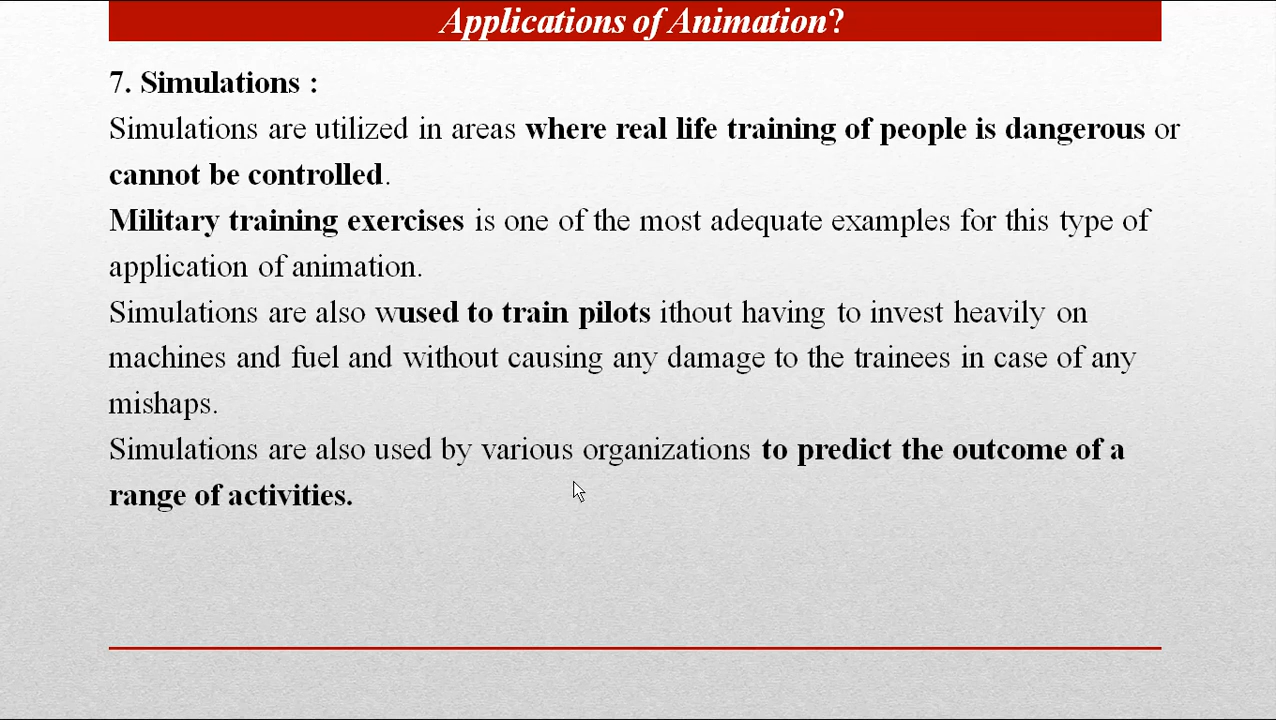 Applications of Animation?
7. Simulations :
Simulations are utilized in areas where real life training of people is dangerous or
cannot be controlled.
Military training exercises is one of the most adequate examples for this type of
application of animation.
Simulations are also wused to train pilots ithout having to invest heavily on
machines and fuel and without causing any damage to the trainees in case of any
mishaps.
Simulations are also used by various organizations to predict the outcome of a
range of activities.